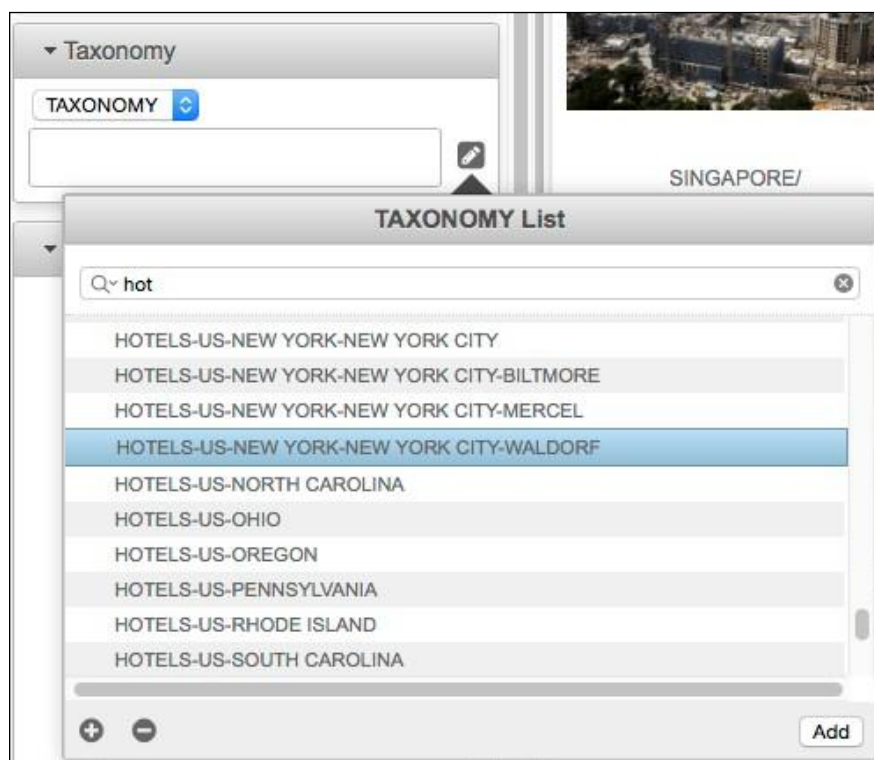 Taxonomy
TAXONOMY
SINGAPORE/
TAXONOMY List
hot
HOTELS-US-NEW YORK-NEW YORK CITY
HOTELS-US-NEW YORK-NEW YORK CITY-BILTMORE
HOTELS-US-NEW YORK-NEW YORK CITY-MERCEL
HOTELS-US-NEW YORK-NEW YORK CITY-WALDORF
HOTELS-US-NORTH CAROLINA
HOTELS-US-OHIO
HOTELS-US-OREGON
HOTELS-US-PENNSYLVANIA
HOTELS-US-RHODE ISLAND
HOTELS-US-SOUTH CAROLINA
Add